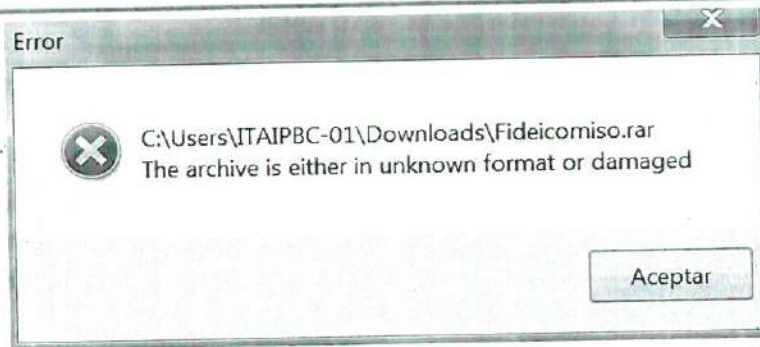 Error
C:\Users\ITAIPBC-01\Downloads\Fideicomiso.rar
The archive is either in unknown format or damaged
Aceptar